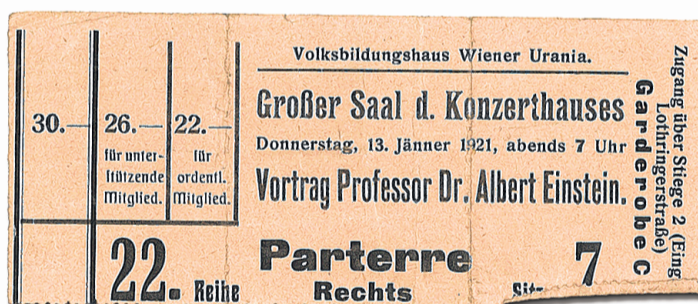 Volksbildungshaus Wiener Urania.
Großer Saal d. Konzerthauses
Donnerstag, 13. Jänner 1921, abends 7 Uhr
Vortrag Professor Dr. Albert Einstein.
30.— 26.— 22.—
für unter- für
stützende ordentl.
Mitglied. Mitglied.
22. Reihe
Parterre
Rechts
7
Zugang über Stiege 2 (Eing
Lothringerstraße)
Garderobe C